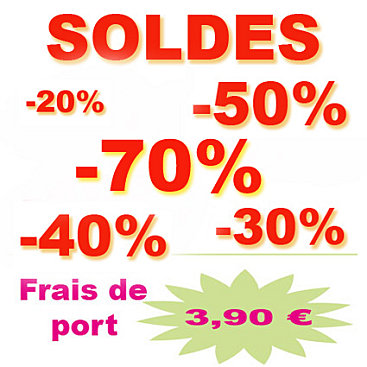 SOLDES
-20%
-50%
-70%
-40%
-30%
Frais de
port
3,90 €